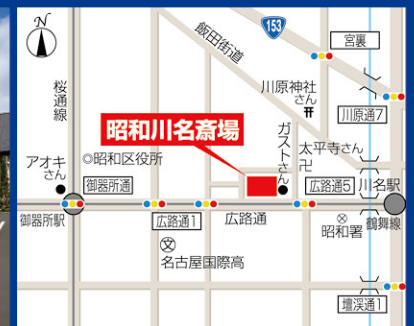 N
153
宮裏
飯田街道
桜通線
川原神社
さん
川原通7
昭和川名斎場
ガストさん
太平寺さん
アオキ
さん
◎昭和区役所
御器所通
広路通5
川名駅
御器所駅
広路通1
広路通
昭和署
鶴舞線
文
名古屋国際高
壇渓通1